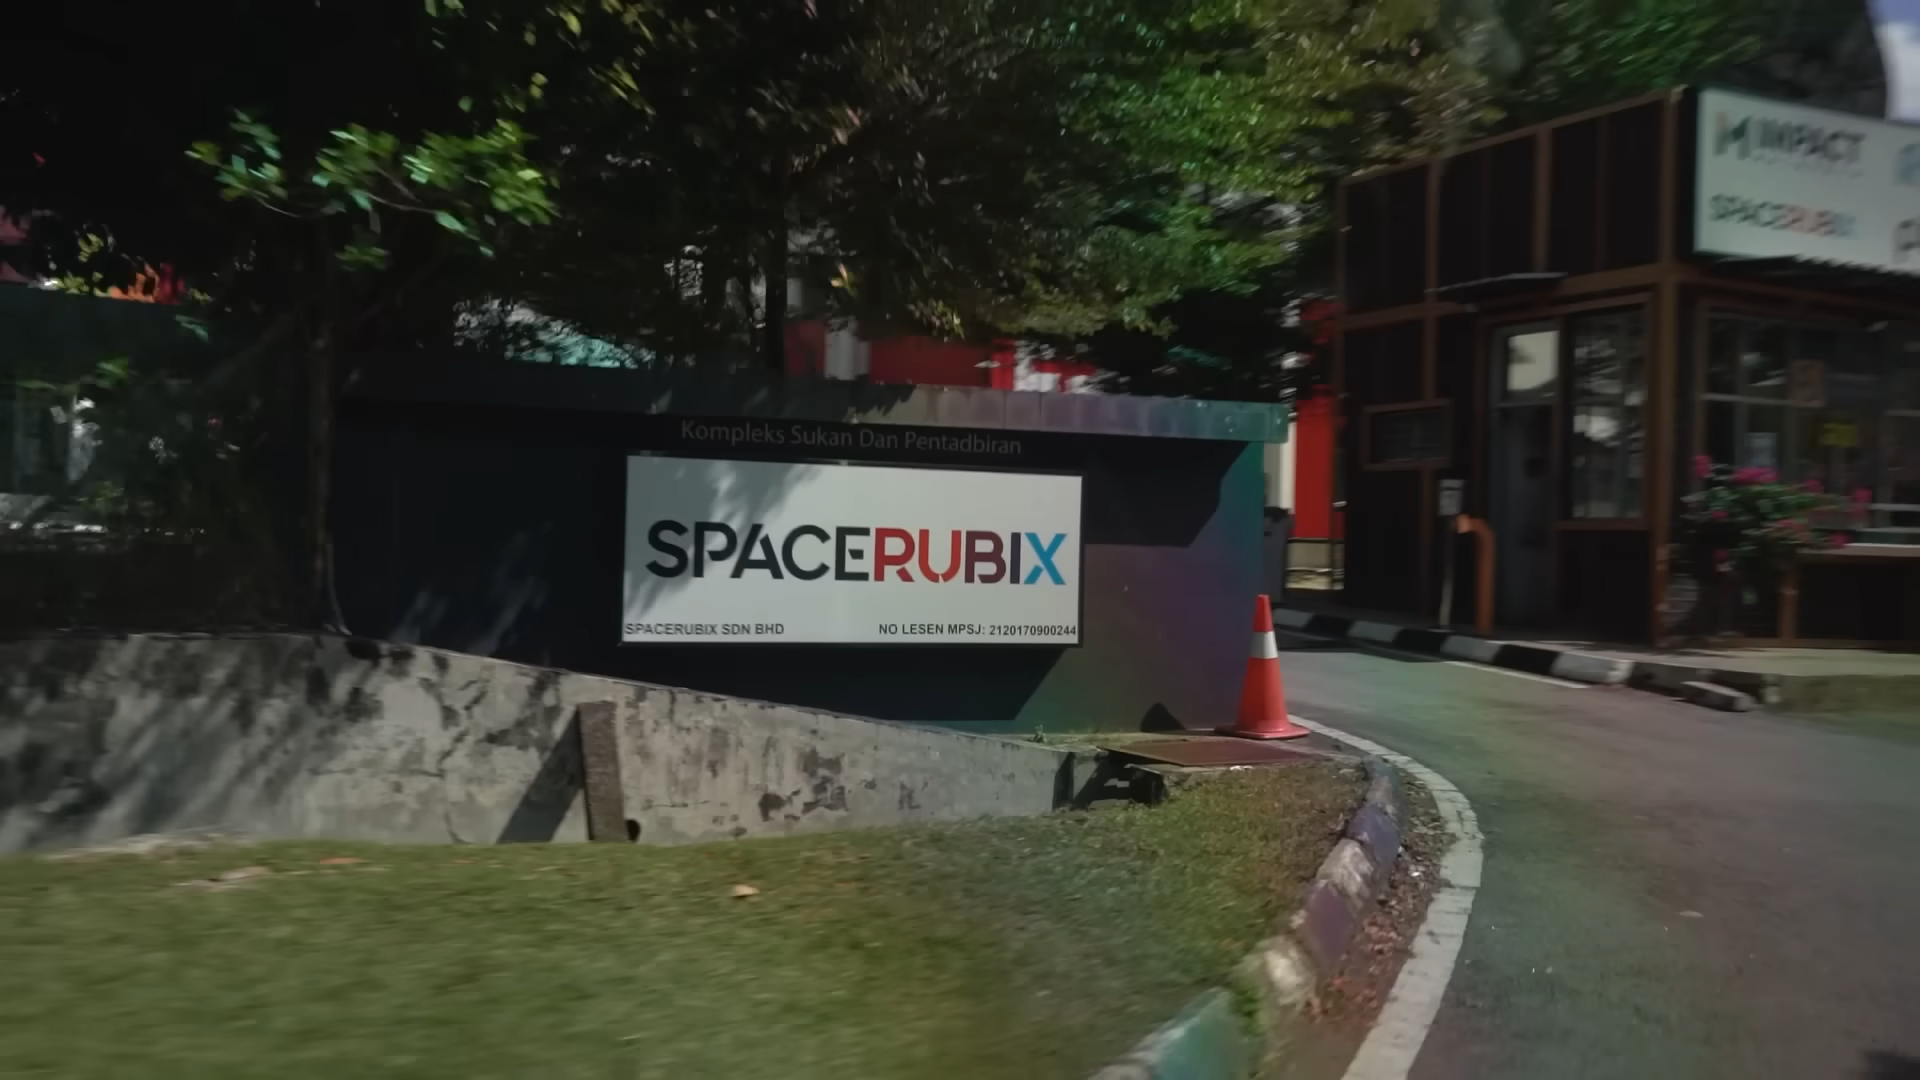 Kompleks Sukan Dan Pentadbiran
SPACERUBIX
SPACERUBIX SDN BHD
NO LESEN MPSJ: 2120170900244
IMPACT
SPACERUBIX